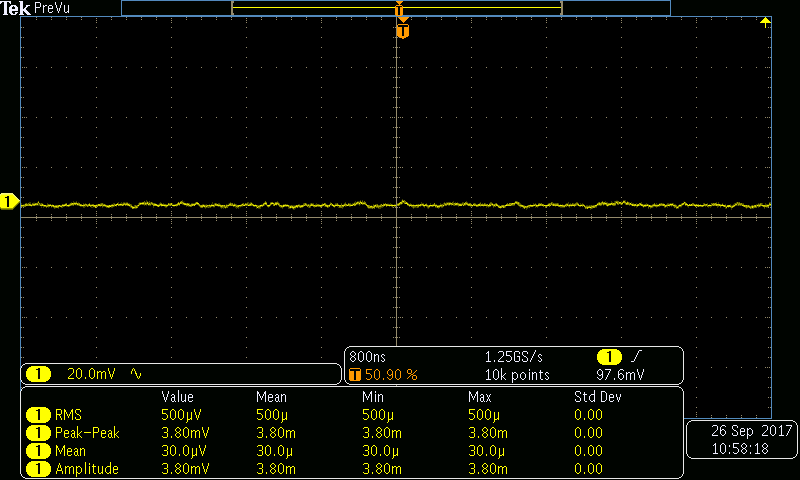 Tek PreVu
T
1
800ns 1.25GS/s 1
1 20.0mV T 50.90 % 10k points 97.6mV
Value Mean Min Max Std Dev
1 RMS 500µV 500µ 500µ 500µ 0.00
1 Peak-Peak 3.80mV 3.80m 3.80m 3.80m 0.00
1 Mean 30.0µV 30.0µ 30.0µ 30.0µ 0.00
1 Amplitude 3.80mV 3.80m 3.80m 3.80m 0.00
26 Sep 2017
10:58:18